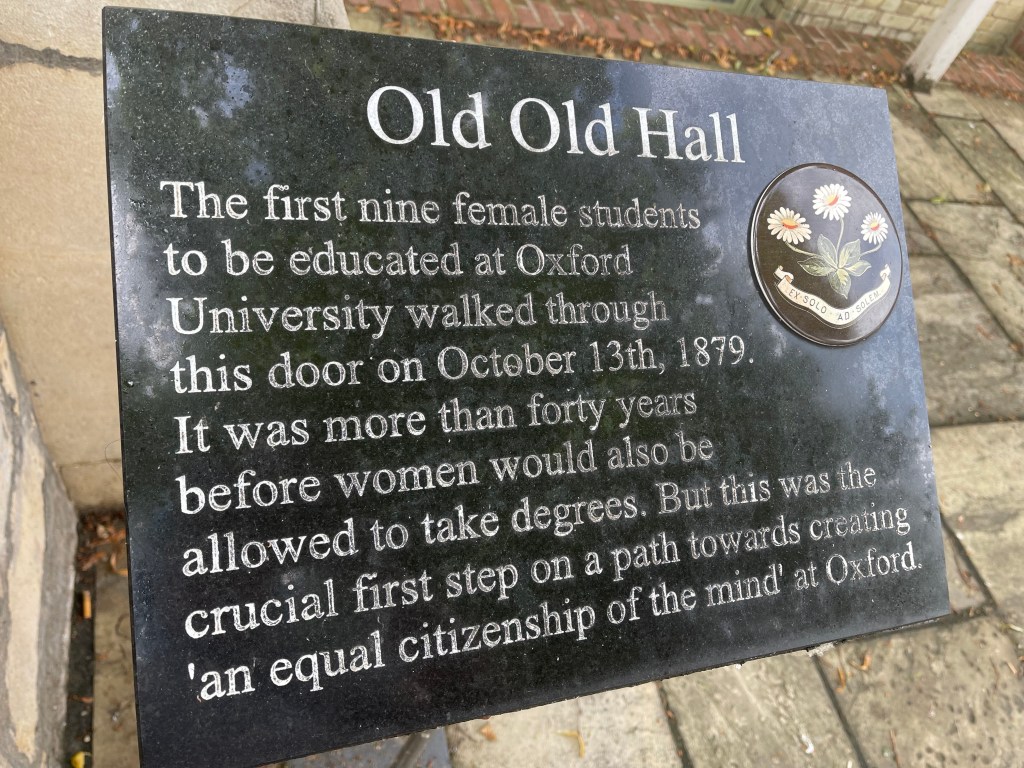 Old Old Hall
The first nine female students
to be educated at Oxford
University walked through
this door on October 13th, 1879.
It was more than forty years
before women would also be
allowed to take degrees. But this was the
crucial first step on a path towards creating
'an equal citizenship of the mind' at Oxford.
EX·SOLO·AD·SOLEM